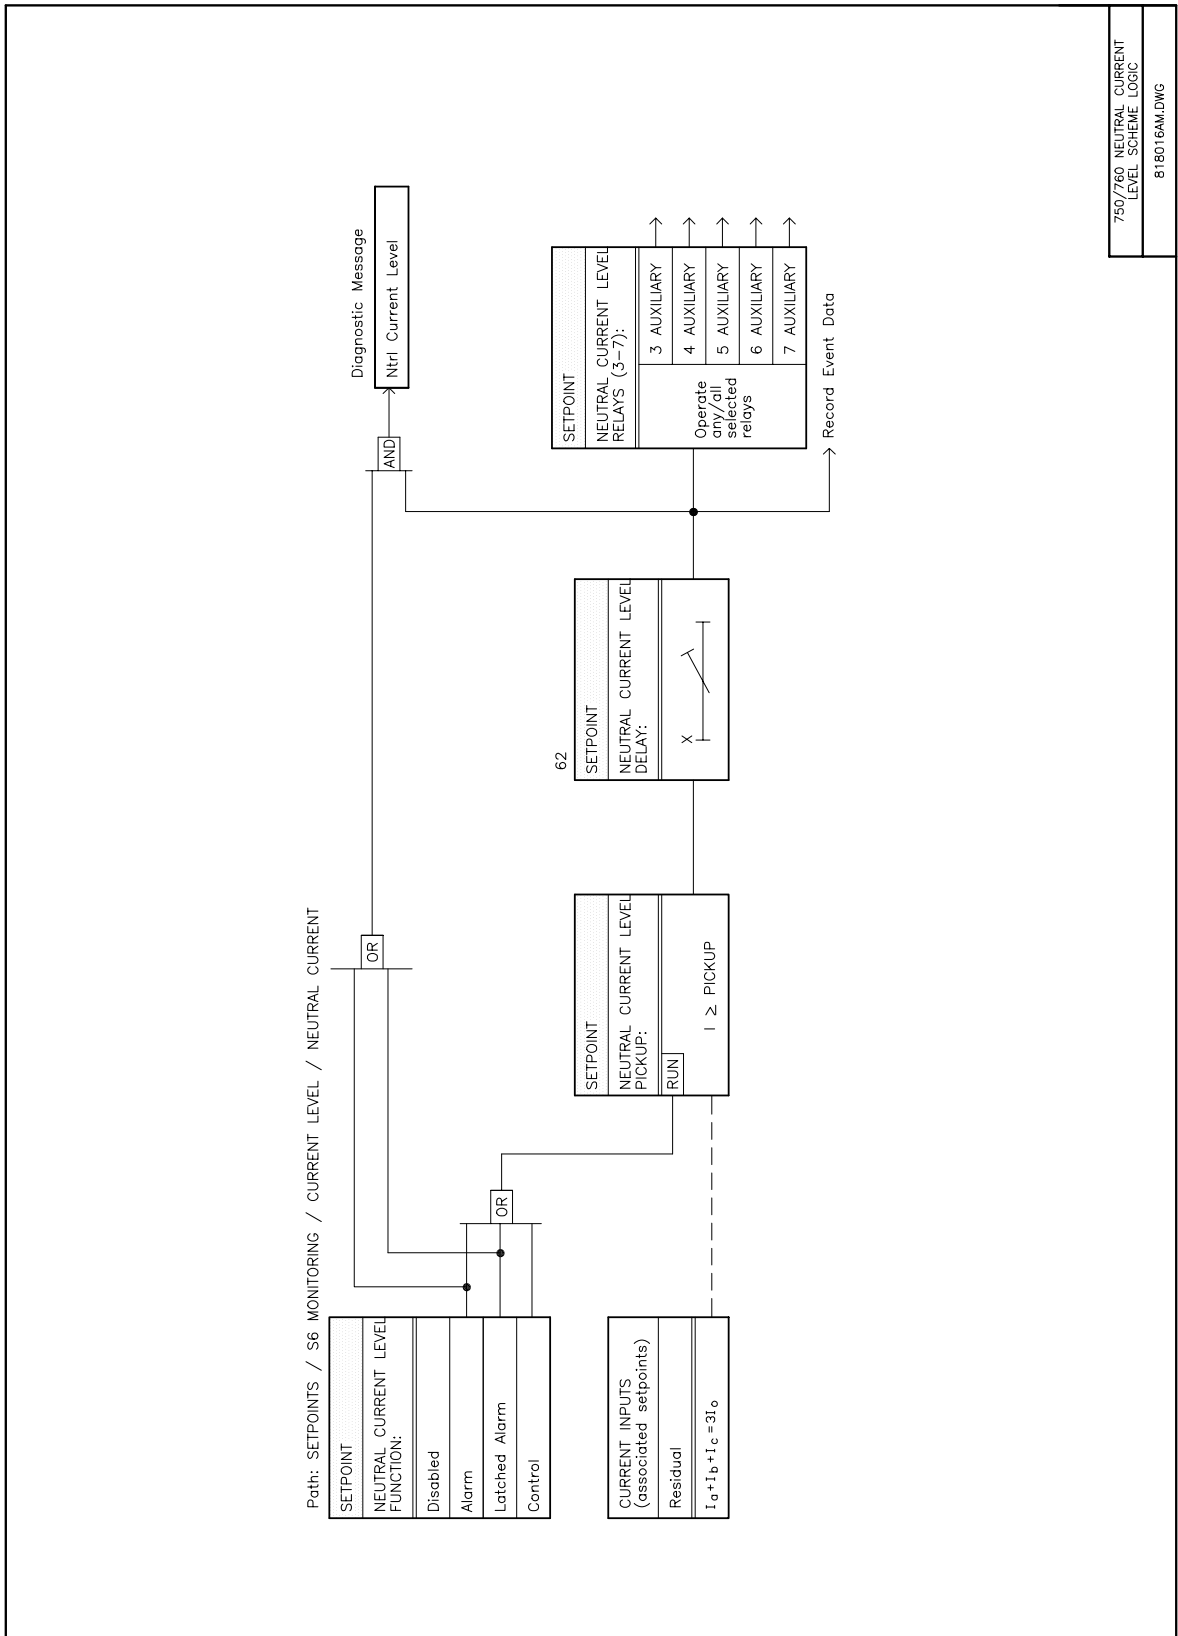 Path: SETPOINTS / S6 MONITORING / CURRENT LEVEL / NEUTRAL CURRENT
SETPOINT
NEUTRAL CURRENT LEVEL
FUNCTION:
Disabled
Alarm
Latched Alarm
Control
OR
OR
CURRENT INPUTS
(associated setpoints)
Residual
Ia+Ib+Ic=3Io
SETPOINT
NEUTRAL CURRENT LEVEL
PICKUP:
RUN
I ≥ PICKUP
62
SETPOINT
NEUTRAL CURRENT LEVEL
DELAY:
X
AND
Diagnostic Message
Ntrl Current Level
SETPOINT
NEUTRAL CURRENT LEVEL
RELAYS (3-7):
Operate
any/all
selected
relays
3 AUXILIARY
4 AUXILIARY
5 AUXILIARY
6 AUXILIARY
7 AUXILIARY
Record Event Data
750/760 NEUTRAL CURRENT
LEVEL SCHEME LOGIC
818016AM.DWG